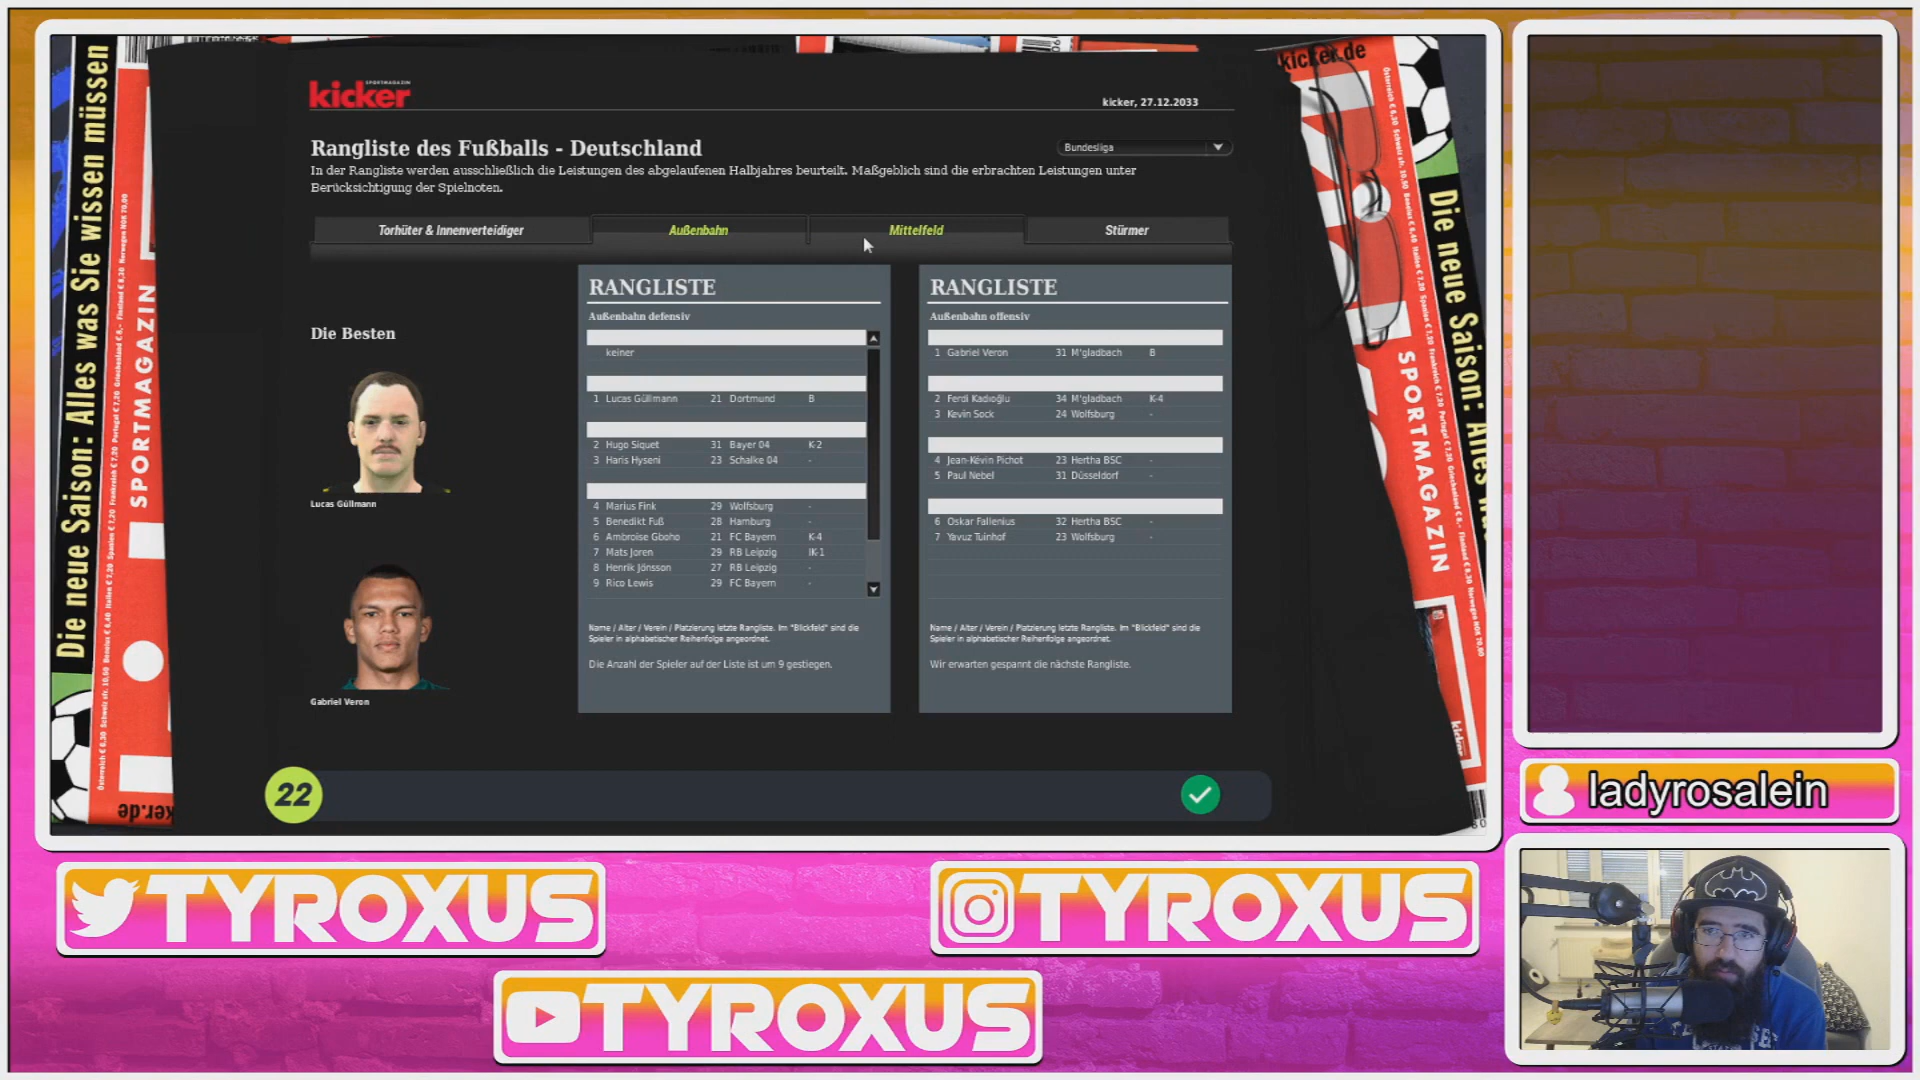 Die neue Saison: Alles was Sie wissen müssen
SPORTMAGAZIN
kicker.de
kicker
SPORTMAGAZIN
kicker, 27.12.2033
Rangliste des Fußballs - Deutschland
Bundesliga
In der Rangliste werden ausschließlich die Leistungen des abgelaufenen Halbjahres beurteilt. Maßgeblich sind die erbrachten Leistungen unter
Berücksichtigung der Spielnoten.
Torhüter & Innenverteidiger
Außenbahn
Mittelfeld
Stürmer
Die Besten
Lucas Güllmann
Gabriel Veron
RANGLISTE
Außenbahn defensiv
keiner
1 Lucas Güllmann 21 Dortmund B
2 Hugo Siquet 31 Bayer 04 K-2
3 Haris Hyseni 23 Schalke 04 -
4 Marius Fink 29 Wolfsburg -
5 Benedikt Fuß 28 Hamburg -
6 Ambroise Gboho 21 FC Bayern K-4
7 Mats Joren 29 RB Leipzig IK-1
8 Henrik Jönsson 27 RB Leipzig -
9 Rico Lewis 29 FC Bayern -
Name / Alter / Verein / Platzierung letzte Rangliste. Im "Blickfeld" sind die
Spieler in alphabetischer Reihenfolge angeordnet.
Die Anzahl der Spieler auf der Liste ist um 9 gestiegen.
RANGLISTE
Außenbahn offensiv
1 Gabriel Veron 31 M'gladbach B
2 Ferdi Kadıoğlu 34 M'gladbach K-4
3 Kevin Sock 24 Wolfsburg -
4 Jean-Kévin Pichot 23 Hertha BSC -
5 Paul Nebel 31 Düsseldorf -
6 Oskar Fallenius 32 Hertha BSC -
7 Yavuz Tuinhof 23 Wolfsburg -
Name / Alter / Verein / Platzierung letzte Rangliste. Im "Blickfeld" sind die
Spieler in alphabetischer Reihenfolge angeordnet.
Wir erwarten gespannt die nächste Rangliste.
22
kicker.de
SPORTMAGAZIN
Die neue Saison: Alles
kicker
ladyrosalein
TYROXUS
TYROXUS
TYROXUS